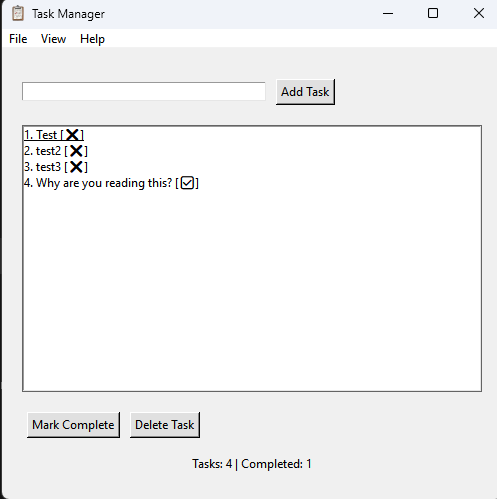 Task Manager
File View Help
Add Task
1. Test [❌]
2. test2 [❌]
3. test3 [❌]
4. Why are you reading this? [✅]
Mark Complete Delete Task
Tasks: 4 | Completed: 1